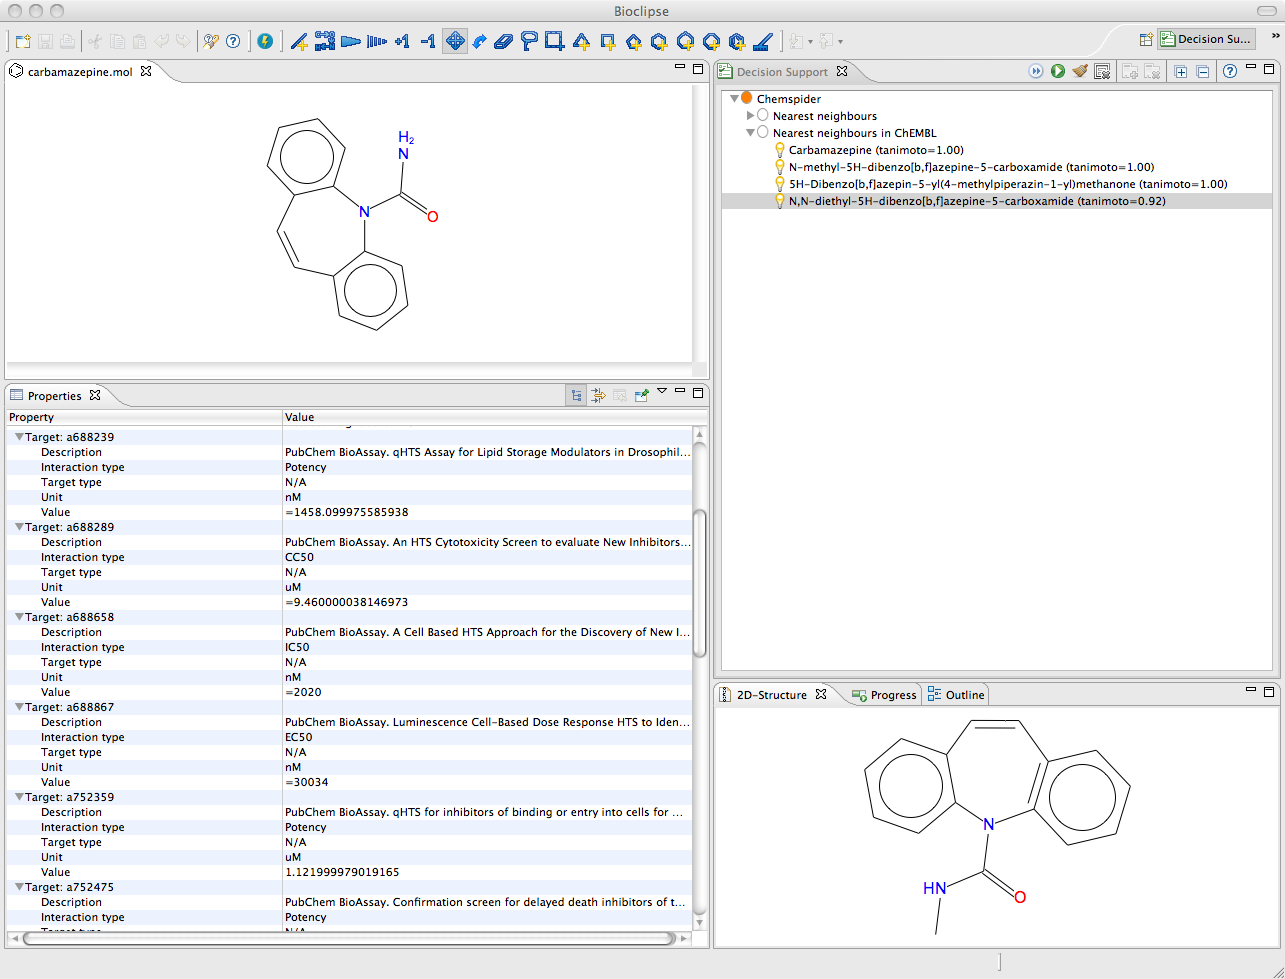 Bioclipse
+1 -1
Decision Su... »
carbamazepine.mol
H2
N
N
O
Properties
Property Value
Target: a688239
Description PubChem BioAssay. qHTS Assay for Lipid Storage Modulators in Drosophil...
Interaction type Potency
Target type N/A
Unit nM
Value =1458.099975585938
Target: a688289
Description PubChem BioAssay. An HTS Cytotoxicity Screen to evaluate New Inhibitors...
Interaction type CC50
Target type N/A
Unit uM
Value =9.460000038146973
Target: a688658
Description PubChem BioAssay. A Cell Based HTS Approach for the Discovery of New I...
Interaction type IC50
Target type N/A
Unit nM
Value =2020
Target: a688867
Description PubChem BioAssay. Luminescence Cell-Based Dose Response HTS to Iden...
Interaction type EC50
Target type N/A
Unit nM
Value =30034
Target: a752359
Description PubChem BioAssay. qHTS for inhibitors of binding or entry into cells for ...
Interaction type Potency
Target type N/A
Unit uM
Value 1.121999979019165
Target: a752475
Description PubChem BioAssay. Confirmation screen for delayed death inhibitors of t...
Interaction type Potency
Target type N/A
Decision Support
Chemspider
Nearest neighbours
Nearest neighbours in ChEMBL
Carbamazepine (tanimoto=1.00)
N-methyl-5H-dibenzo[b,f]azepine-5-carboxamide (tanimoto=1.00)
5H-Dibenzo[b,f]azepin-5-yl(4-methylpiperazin-1-yl)methanone (tanimoto=1.00)
N,N-diethyl-5H-dibenzo[b,f]azepine-5-carboxamide (tanimoto=0.92)
2D-Structure Progress Outline
N
HN
O